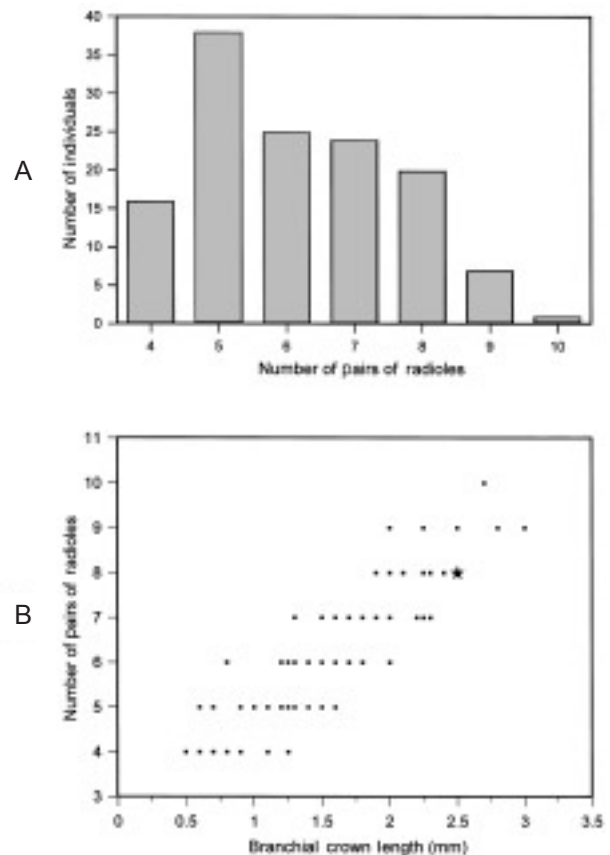 A
40
35
30
25
20
15
10
5
0
Number of individuals
4 5 6 7 8 9 10
Number of pairs of radioles
B
11
10
9
8
7
6
5
4
3
Number of pairs of radioles
0 0.5 1 1.5 2 2.5 3 3.5
Branchial crown length (mm)